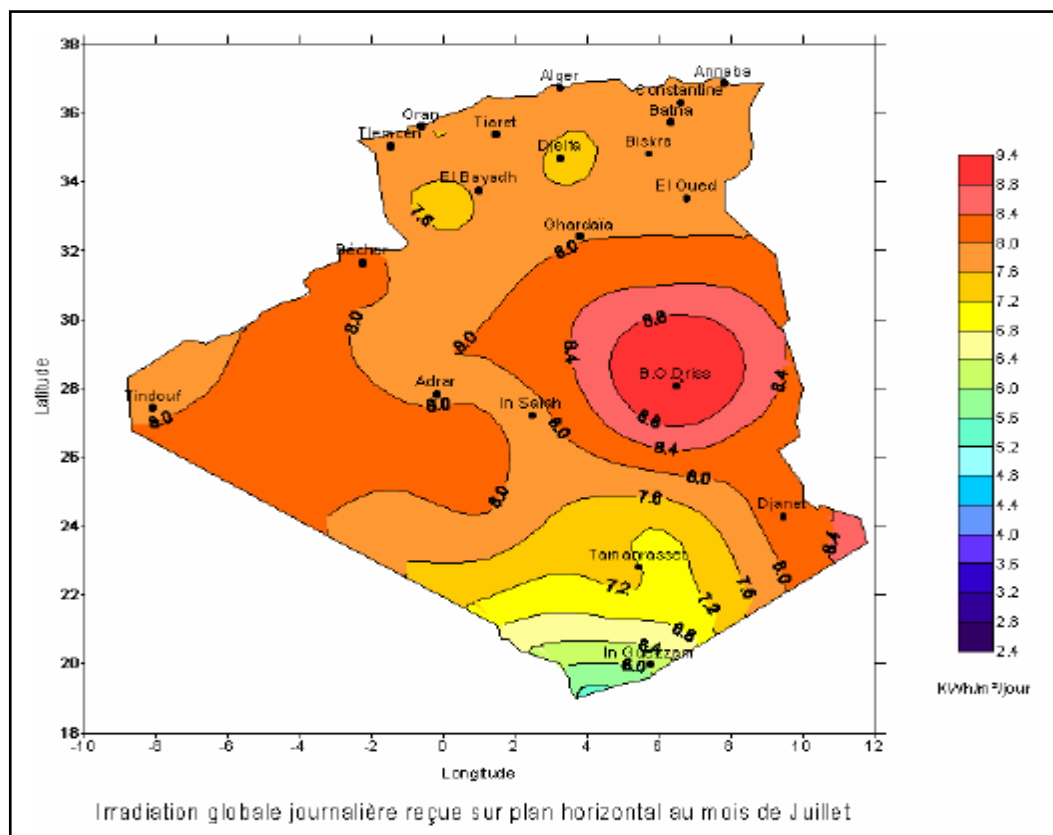 38
36
34
32
30
28
26
24
22
20
18
Latitude
-10 -8 -6 -4 -2 0 2 4 6 8 10 12
Longitude
Alger
Annaba
Constantine
Oran
Batna
Tiaret
Tlemcen
Djelfa
Biskra
El Bayadh
El Oued
7.6
Ghardaïa
Béchar
8.0
8.0
8.0
8.8
8.4
8.4
B.O.Driss
Tindouf
8.0
Adrar
8.0
In Salah
8.0
8.8
8.4
8.0
8.0
7.6
Djanet
8.4
Tamanrasset
7.2
8.0
7.6
7.2
6.8
6.4
In Guezzam
6.0
9.4
8.8
8.4
8.0
7.6
7.2
6.8
6.4
6.0
5.6
5.2
4.8
4.4
4.0
3.6
3.2
2.8
2.4
KWh/m²/jour
Irradiation globale journalière reçue sur plan horizontal au mois de Juillet